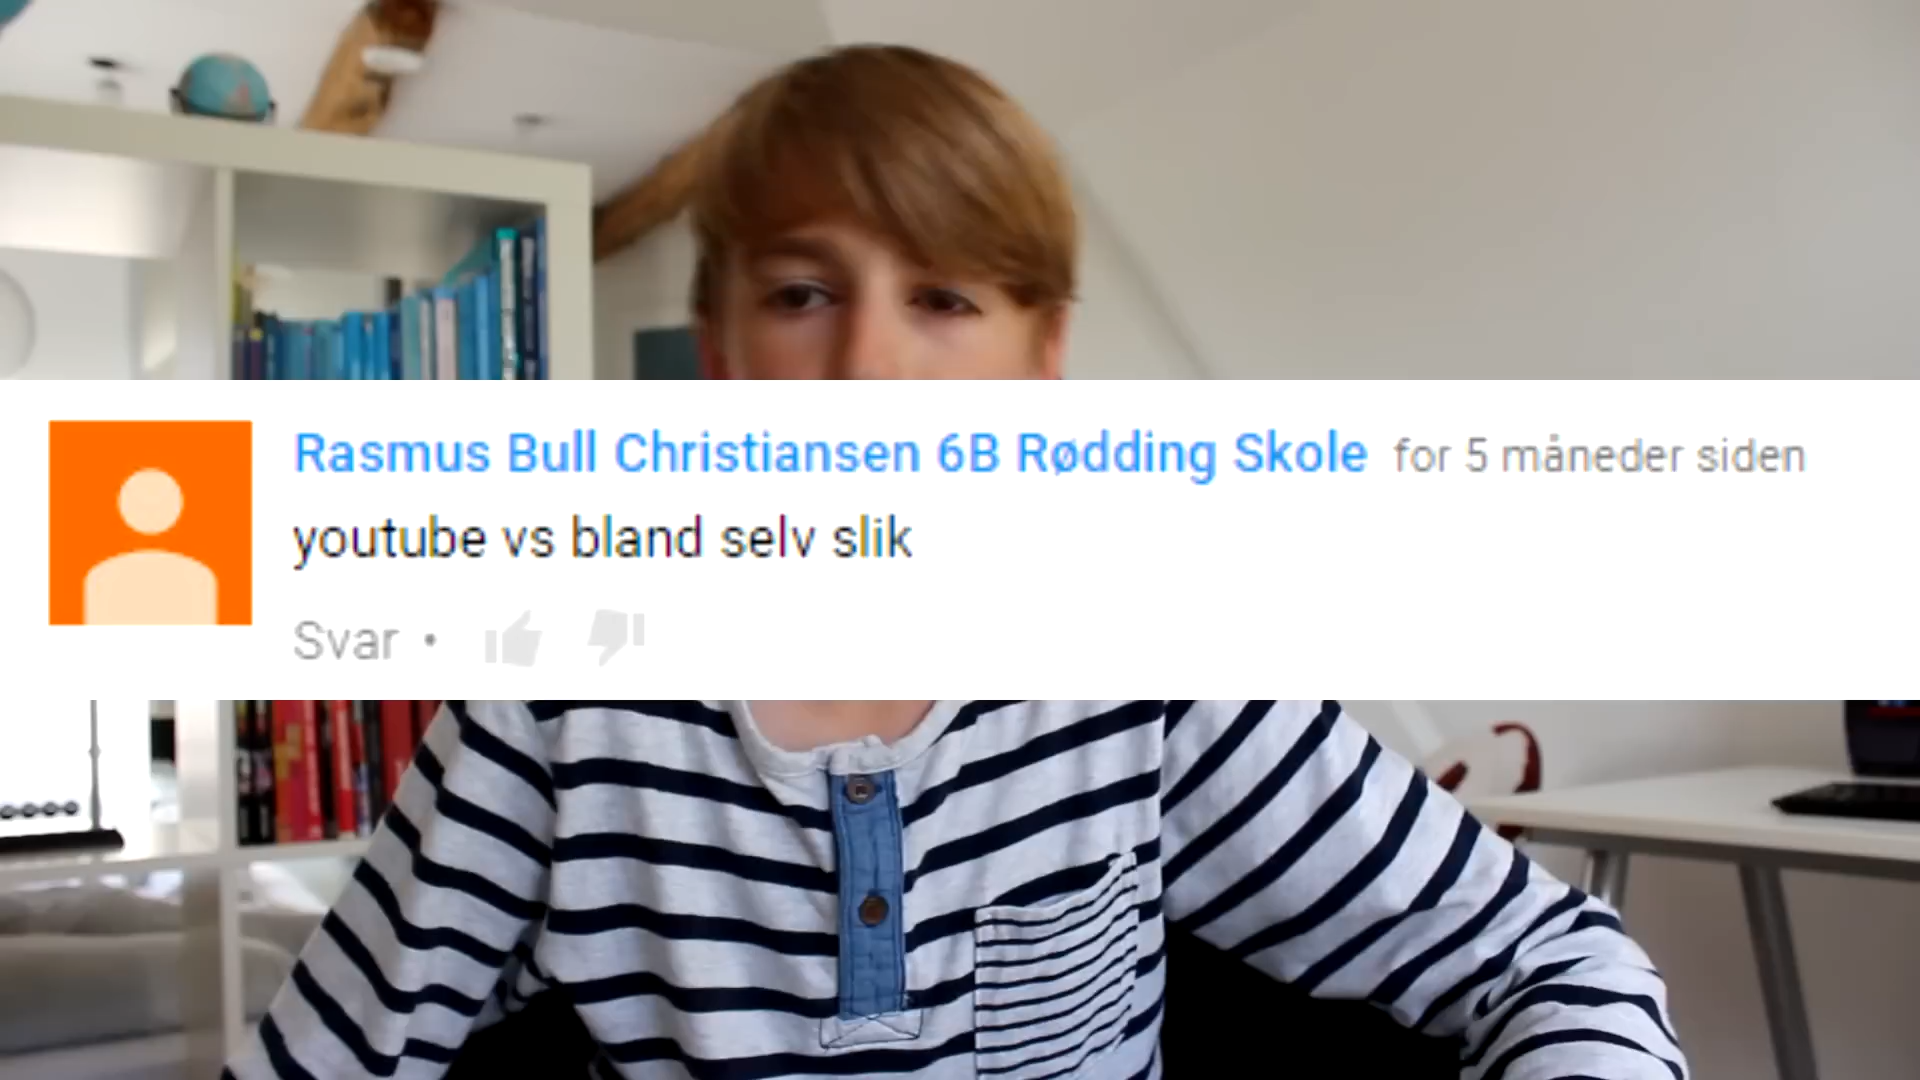 Rasmus Bull Christiansen 6B Rødding Skole for 5 måneder siden
youtube vs bland selv slik
Svar •